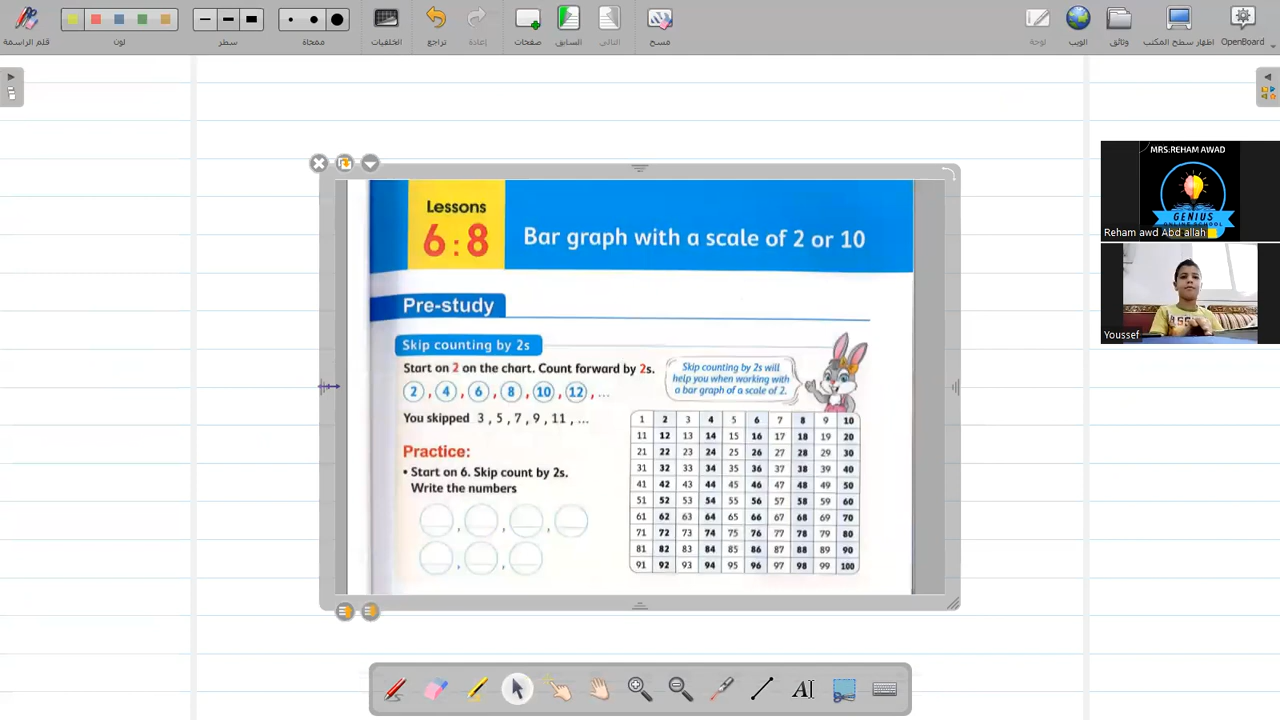 قلم الراسمة
لون
سطر
ممحاة
الخلفيات
تراجع
إعادة
صفحات
السابق
التالي
مسح
لوحة
الويب
وثائق
اظهار سطح المكتب
OpenBoard
Lessons
6 : 8
Bar graph with a scale of 2 or 10
Pre-study
Skip counting by 2s
Start on 2 on the chart. Count forward by 2s.
2 , 4 , 6 , 8 , 10 , 12 , ...
You skipped 3 , 5 , 7 , 9 , 11 , ...
Skip counting by 2s will
help you when working with
a bar graph of a scale of 2.
Practice:
• Start on 6. Skip count by 2s.
Write the numbers
, , ,
, ,
1 2 3 4 5 6 7 8 9 10
11 12 13 14 15 16 17 18 19 20
21 22 23 24 25 26 27 28 29 30
31 32 33 34 35 36 37 38 39 40
41 42 43 44 45 46 47 48 49 50
51 52 53 54 55 56 57 58 59 60
61 62 63 64 65 66 67 68 69 70
71 72 73 74 75 76 77 78 79 80
81 82 83 84 85 86 87 88 89 90
91 92 93 94 95 96 97 98 99 100
MRS.REHAM AWAD
GENIUS
ONLINE SCHOOL
Reham awd Abd allah
Youssef
AI